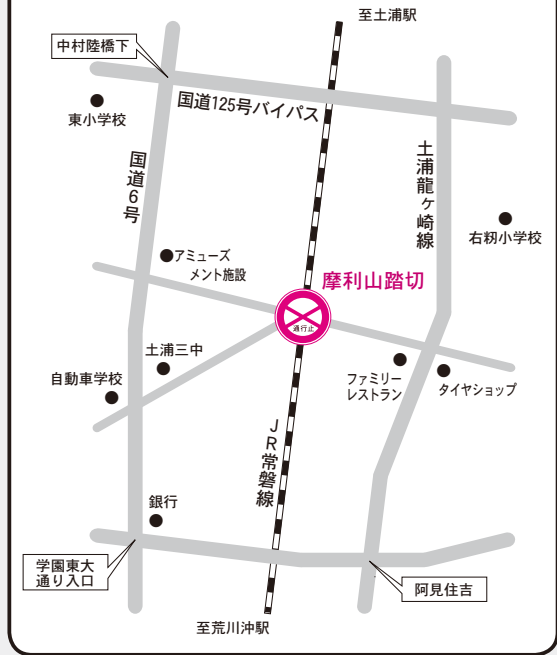 至土浦駅
中村陸橋下
国道125号バイパス
東小学校
国道6号
土浦龍ヶ崎線
右籾小学校
アミューズ
メント施設
摩利山踏切
通行止
土浦三中
自動車学校
ファミリー
レストラン
タイヤショップ
JR常磐線
銀行
学園東大
通り入口
阿見住吉
至荒川沖駅